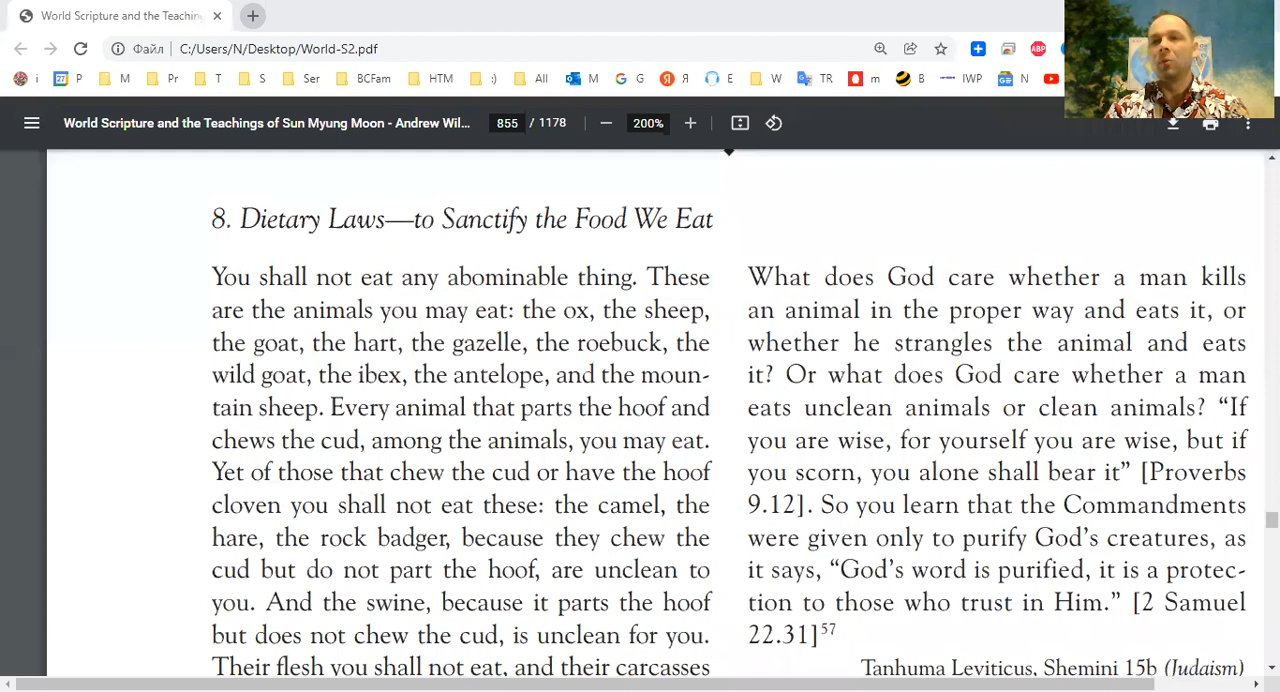 World Scripture and the Teachin
Файл
C:/Users/N/Desktop/World-S2.pdf
ABP
i
27
P
M
Pr
T
S
Ser
BCFam
HTM
:)
All
M
G
Я
E
W
TR
m
B
IWP
N
World Scripture and the Teachings of Sun Myung Moon - Andrew Wil...
855 / 1178
200%
8. Dietary Laws—to Sanctify the Food We Eat
You shall not eat any abominable thing. These
are the animals you may eat: the ox, the sheep,
the goat, the hart, the gazelle, the roebuck, the
wild goat, the ibex, the antelope, and the moun-
tain sheep. Every animal that parts the hoof and
chews the cud, among the animals, you may eat.
Yet of those that chew the cud or have the hoof
cloven you shall not eat these: the camel, the
hare, the rock badger, because they chew the
cud but do not part the hoof, are unclean to
you. And the swine, because it parts the hoof
but does not chew the cud, is unclean for you.
Their flesh you shall not eat, and their carcasses
What does God care whether a man kills
an animal in the proper way and eats it, or
whether he strangles the animal and eats
it? Or what does God care whether a man
eats unclean animals or clean animals? “If
you are wise, for yourself you are wise, but if
you scorn, you alone shall bear it” [Proverbs
9.12]. So you learn that the Commandments
were given only to purify God’s creatures, as
it says, “God’s word is purified, it is a protec-
tion to those who trust in Him.” [2 Samuel
22.31]57
Tanhuma Leviticus, Shemini 15b (Judaism)